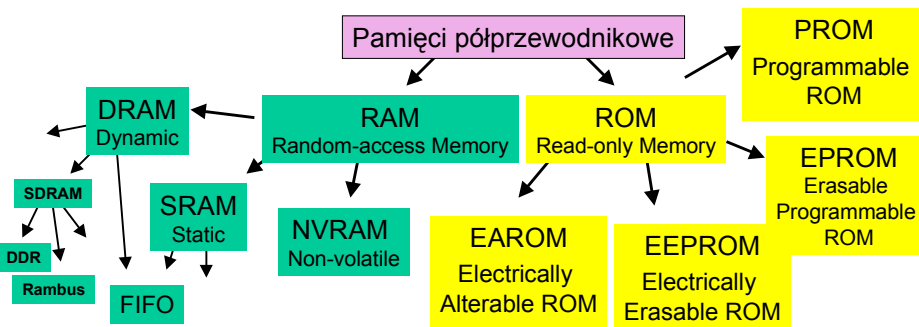 Pamięci półprzewodnikowe
PROM
Programmable
ROM
DRAM
Dynamic
RAM
Random-access Memory
ROM
Read-only Memory
EPROM
Erasable
Programmable
ROM
SDRAM
SRAM
Static
NVRAM
Non-volatile
EAROM
Electrically
Alterable ROM
EEPROM
Electrically
Erasable ROM
DDR
Rambus
FIFO